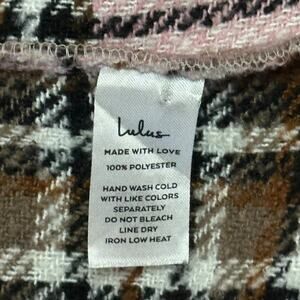 Lulus
MADE WITH LOVE
100% POLYESTER
HAND WASH COLD
WITH LIKE COLORS
SEPARATELY
DO NOT BLEACH
LINE DRY
IRON LOW HEAT